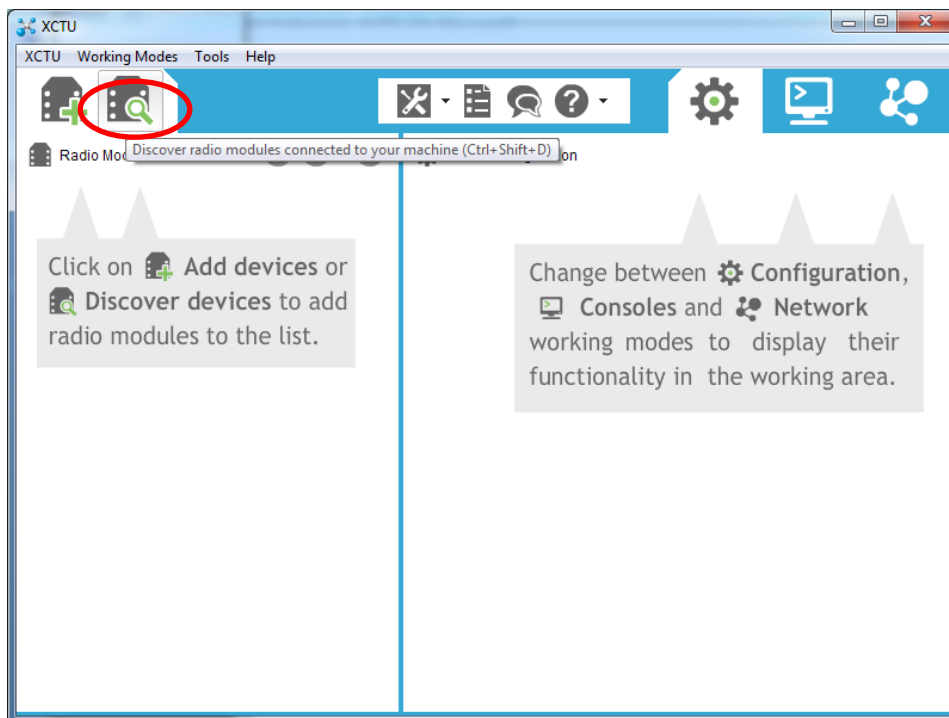 XCTU
XCTU Working Modes Tools Help
Discover radio modules connected to your machine (Ctrl+Shift+D)
Radio Mo
on
Click on Add devices or
Discover devices to add
radio modules to the list.
Change between Configuration,
Consoles and Network
working modes to display their
functionality in the working area.